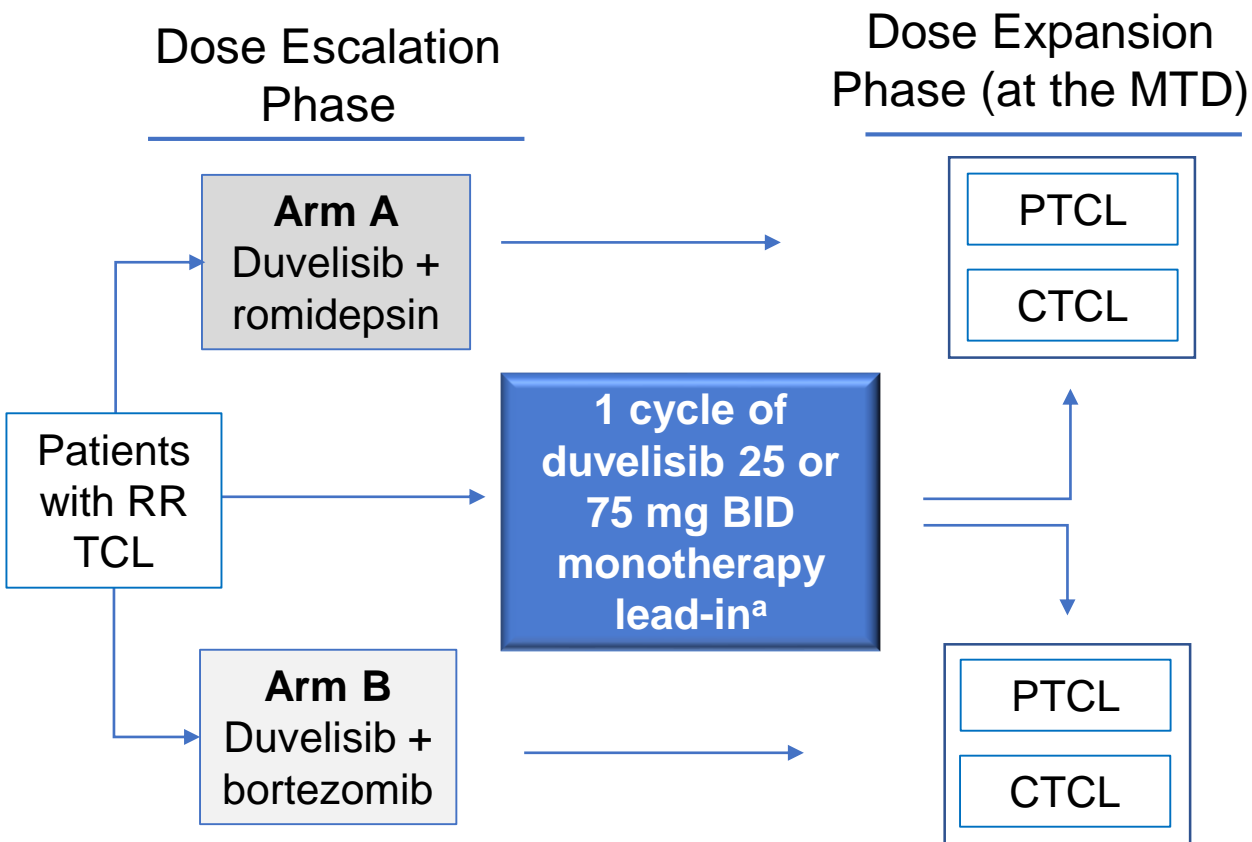 Dose Escalation
Phase
Dose Expansion
Phase (at the MTD)
Arm A
Duvelisib +
romidepsin
PTCL
CTCL
Patients
with RR
TCL
1 cycle of
duvelisib 25 or
75 mg BID
monotherapy
lead-inᵃ
Arm B
Duvelisib +
bortezomib
PTCL
CTCL